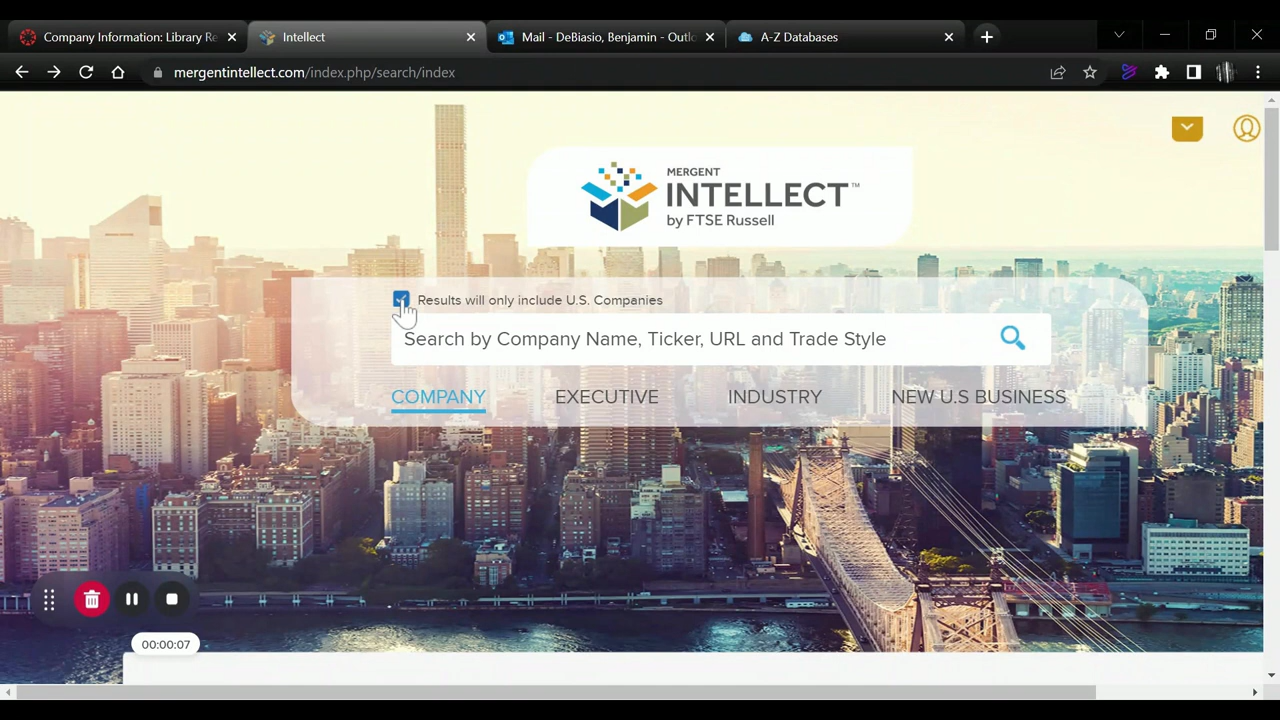 Company Information: Library Re
Intellect
Mail - DeBiasio, Benjamin - Outlo
A-Z Databases
mergentintellect.com/index.php/search/index
MERGENT
INTELLECT™
by FTSE Russell
Results will only include U.S. Companies
Search by Company Name, Ticker, URL and Trade Style
COMPANY
EXECUTIVE
INDUSTRY
NEW U.S BUSINESS
00:00:07